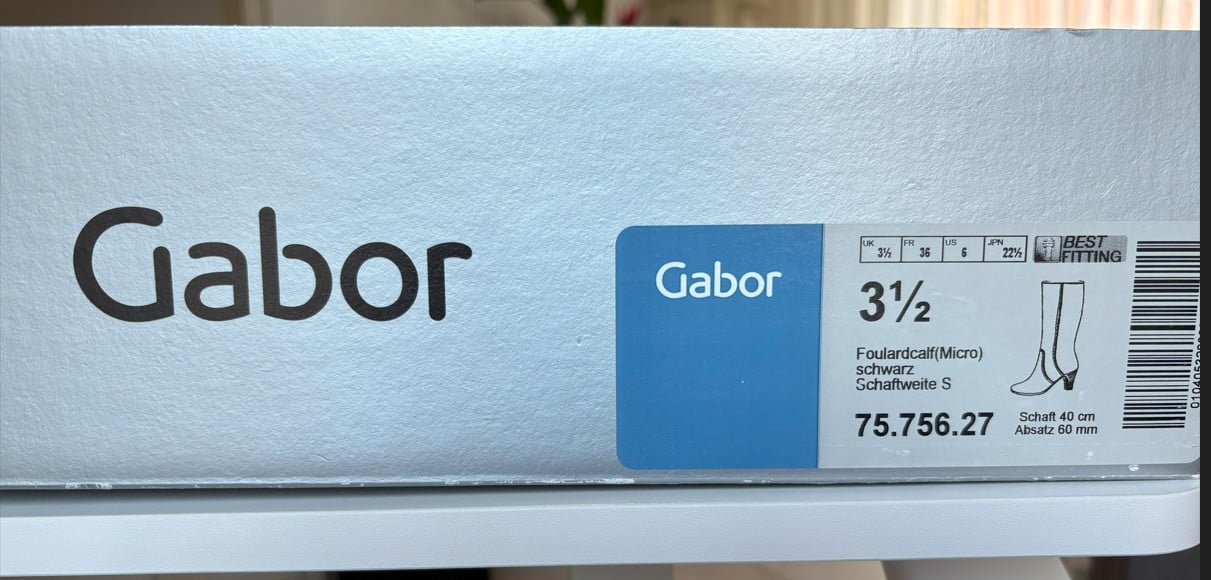 Gabor
Gabor
UK 3½ FR 36 US 6 JPN 22½
BEST
FITTING
3½
Foulardcalf(Micro)
schwarz
Schaftweite S
75.756.27
Schaft 40 cm
Absatz 60 mm